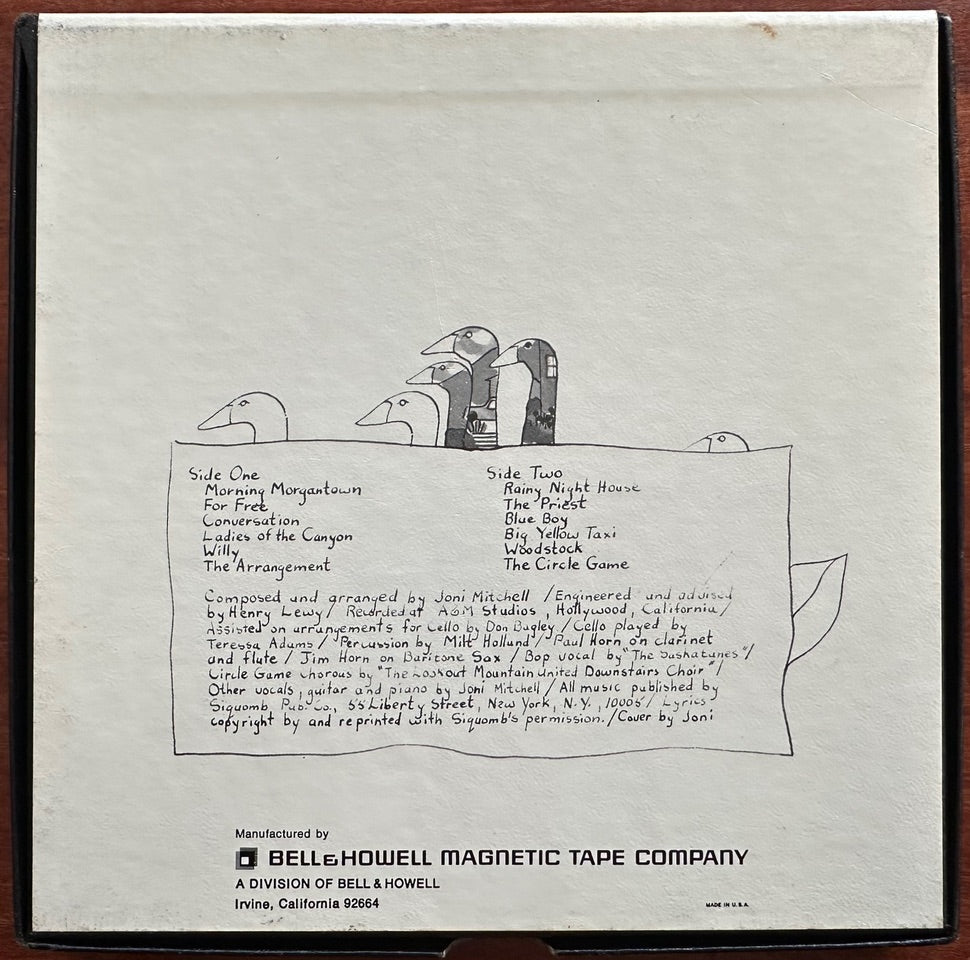 Side One
Morning Morgantown
For Free
Conversation
Ladies of the Canyon
Willy
The Arrangement
Side Two
Rainy Night House
The Priest
Blue Boy
Big Yellow Taxi
Woodstock
The Circle Game
Composed and arranged by Joni Mitchell / Engineered and advised
by Henry Lewy / Recorded at A&M Studios, Hollywood, California /
Assisted on arrangements for Cello by Don Bagley / Cello played by
Teressa Adams / Percussion by Milt Holland / Paul Horn on clarinet
and flute / Jim Horn on Baritone Sax / Bop vocal by "The Saskatunes" /
Circle Game chorus by "The Lookout Mountain United Downstairs Choir" /
Other vocals, guitar and piano by Joni Mitchell / All music published by
Siquomb Pub. Co., 55 Liberty Street, New York, N.Y., 10005 / Lyrics
copyright by and reprinted with Siquomb's permission. / Cover by Joni
Manufactured by
BELL & HOWELL MAGNETIC TAPE COMPANY
A DIVISION OF BELL & HOWELL
Irvine, California 92664
MADE IN U.S.A.